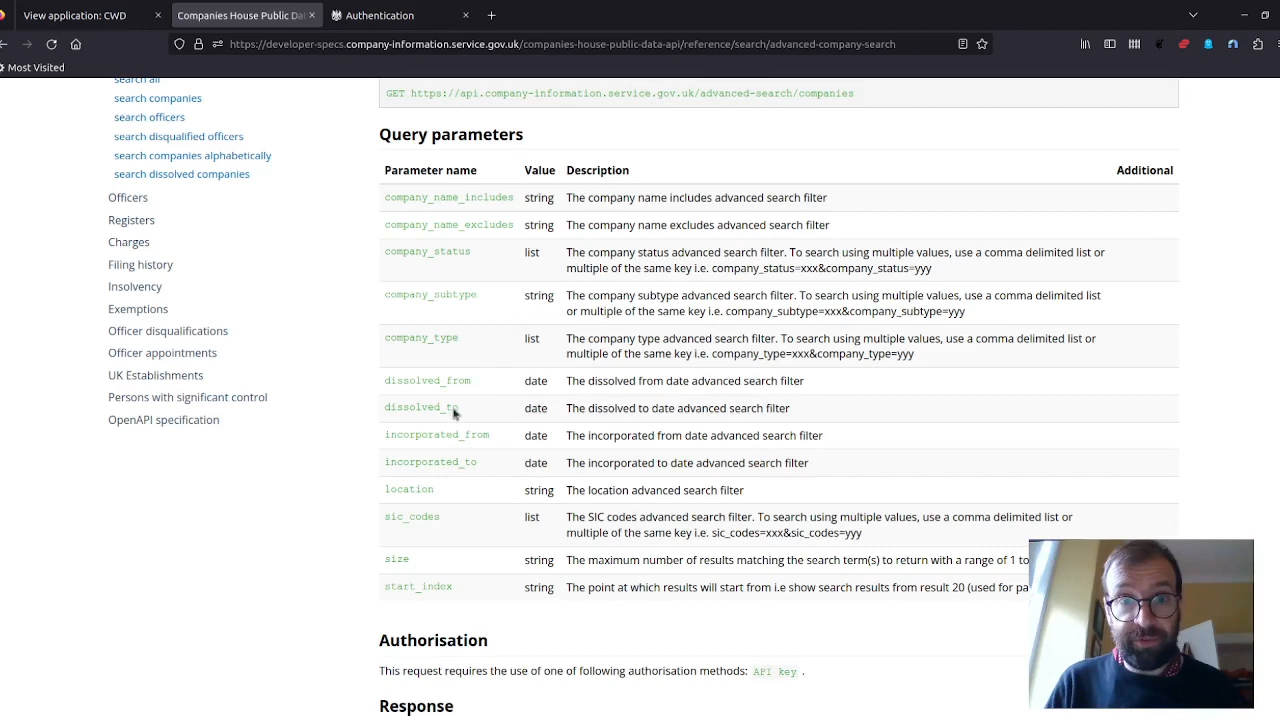 View application: CWD
Companies House Public Dat
Authentication
https://developer-specs.company-information.service.gov.uk/companies-house-public-data-api/reference/search/advanced-company-search
Most Visited
search all
search companies
search officers
search disqualified officers
search companies alphabetically
search dissolved companies
Officers
Registers
Charges
Filing history
Insolvency
Exemptions
Officer disqualifications
Officer appointments
UK Establishments
Persons with significant control
OpenAPI specification
GET https://api.company-information.service.gov.uk/advanced-search/companies
Query parameters
Parameter name Value Description Additional
company_name_includes string The company name includes advanced search filter
company_name_excludes string The company name excludes advanced search filter
company_status list The company status advanced search filter. To search using multiple values, use a comma delimited list or
multiple of the same key i.e. company_status=xxx&company_status=yyy
company_subtype string The company subtype advanced search filter. To search using multiple values, use a comma delimited list
or multiple of the same key i.e. company_subtype=xxx&company_subtype=yyy
company_type list The company type advanced search filter. To search using multiple values, use a comma delimited list or
multiple of the same key i.e. company_type=xxx&company_type=yyy
dissolved_from date The dissolved from date advanced search filter
dissolved_to date The dissolved to date advanced search filter
incorporated_from date The incorporated from date advanced search filter
incorporated_to date The incorporated to date advanced search filter
location string The location advanced search filter
sic_codes list The SIC codes advanced search filter. To search using multiple values, use a comma delimited list or
multiple of the same key i.e. sic_codes=xxx&sic_codes=yyy
size string The maximum number of results matching the search term(s) to return with a range of 1 to
start_index string The point at which results will start from i.e show search results from result 20 (used for pa
Authorisation
This request requires the use of one of following authorisation methods: API key .
Response